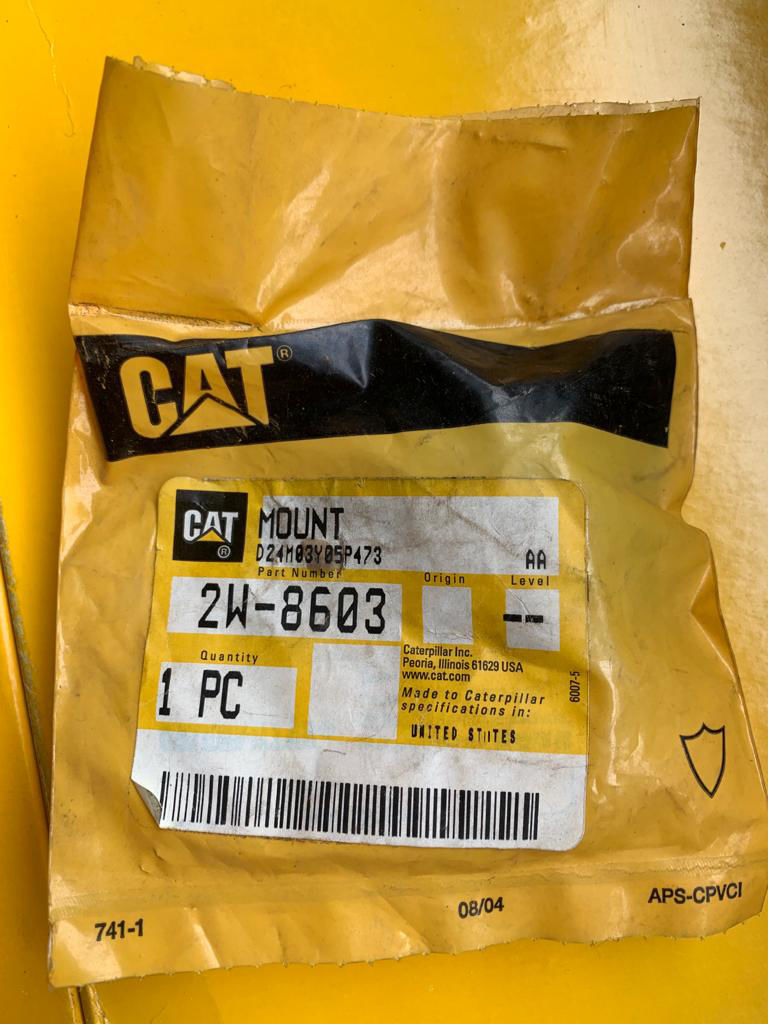 CAT®
CAT®
MOUNT
D24M03Y05P473
AA
Part Number
Origin
Level
2W-8603
-
Quantity
1 PC
Caterpillar Inc.
Peoria, Illinois 61629 USA
www.cat.com
Made to Caterpillar
specifications in:
UNITED STATES
6007-5
741-1
08/04
APS-CPVCI